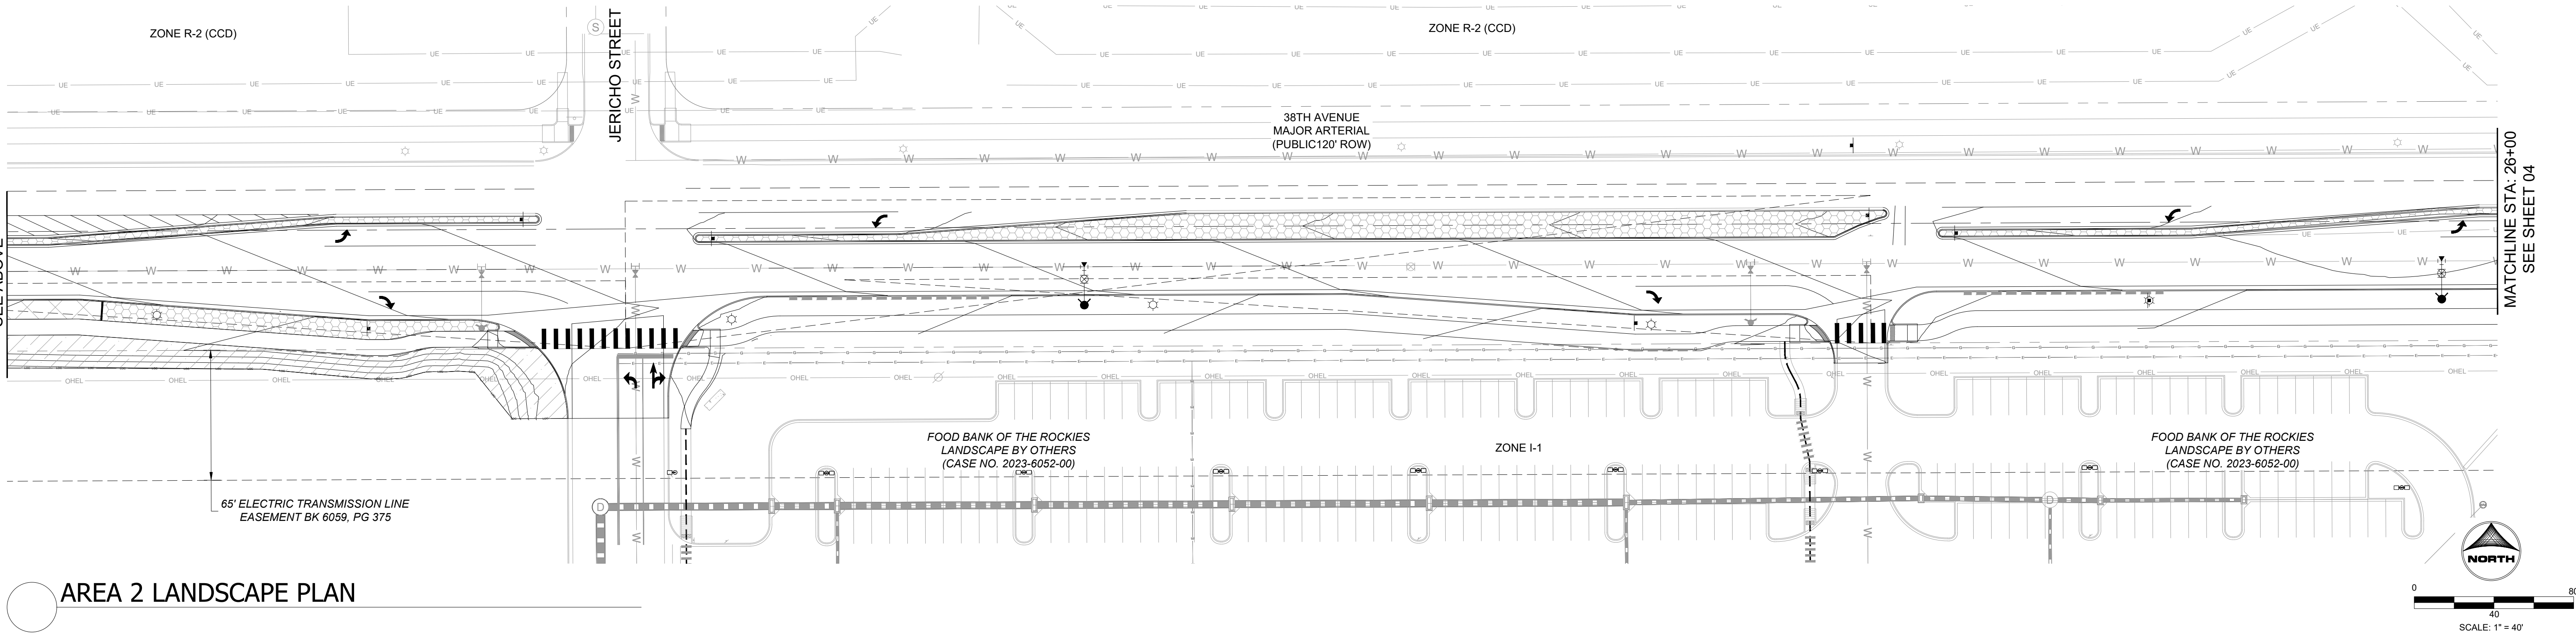 ZONE R-2 (CCD)
JERICHO STREET
ZONE R-2 (CCD)
38TH AVENUE
MAJOR ARTERIAL
(PUBLIC120' ROW)
MATCHLINE STA: 26+00
SEE SHEET 04
FOOD BANK OF THE ROCKIES
LANDSCAPE BY OTHERS
(CASE NO. 2023-6052-00)
ZONE I-1
FOOD BANK OF THE ROCKIES
LANDSCAPE BY OTHERS
(CASE NO. 2023-6052-00)
65' ELECTRIC TRANSMISSION LINE
EASEMENT BK 6059, PG 375
AREA 2 LANDSCAPE PLAN
NORTH
0
80
40
SCALE: 1" = 40'